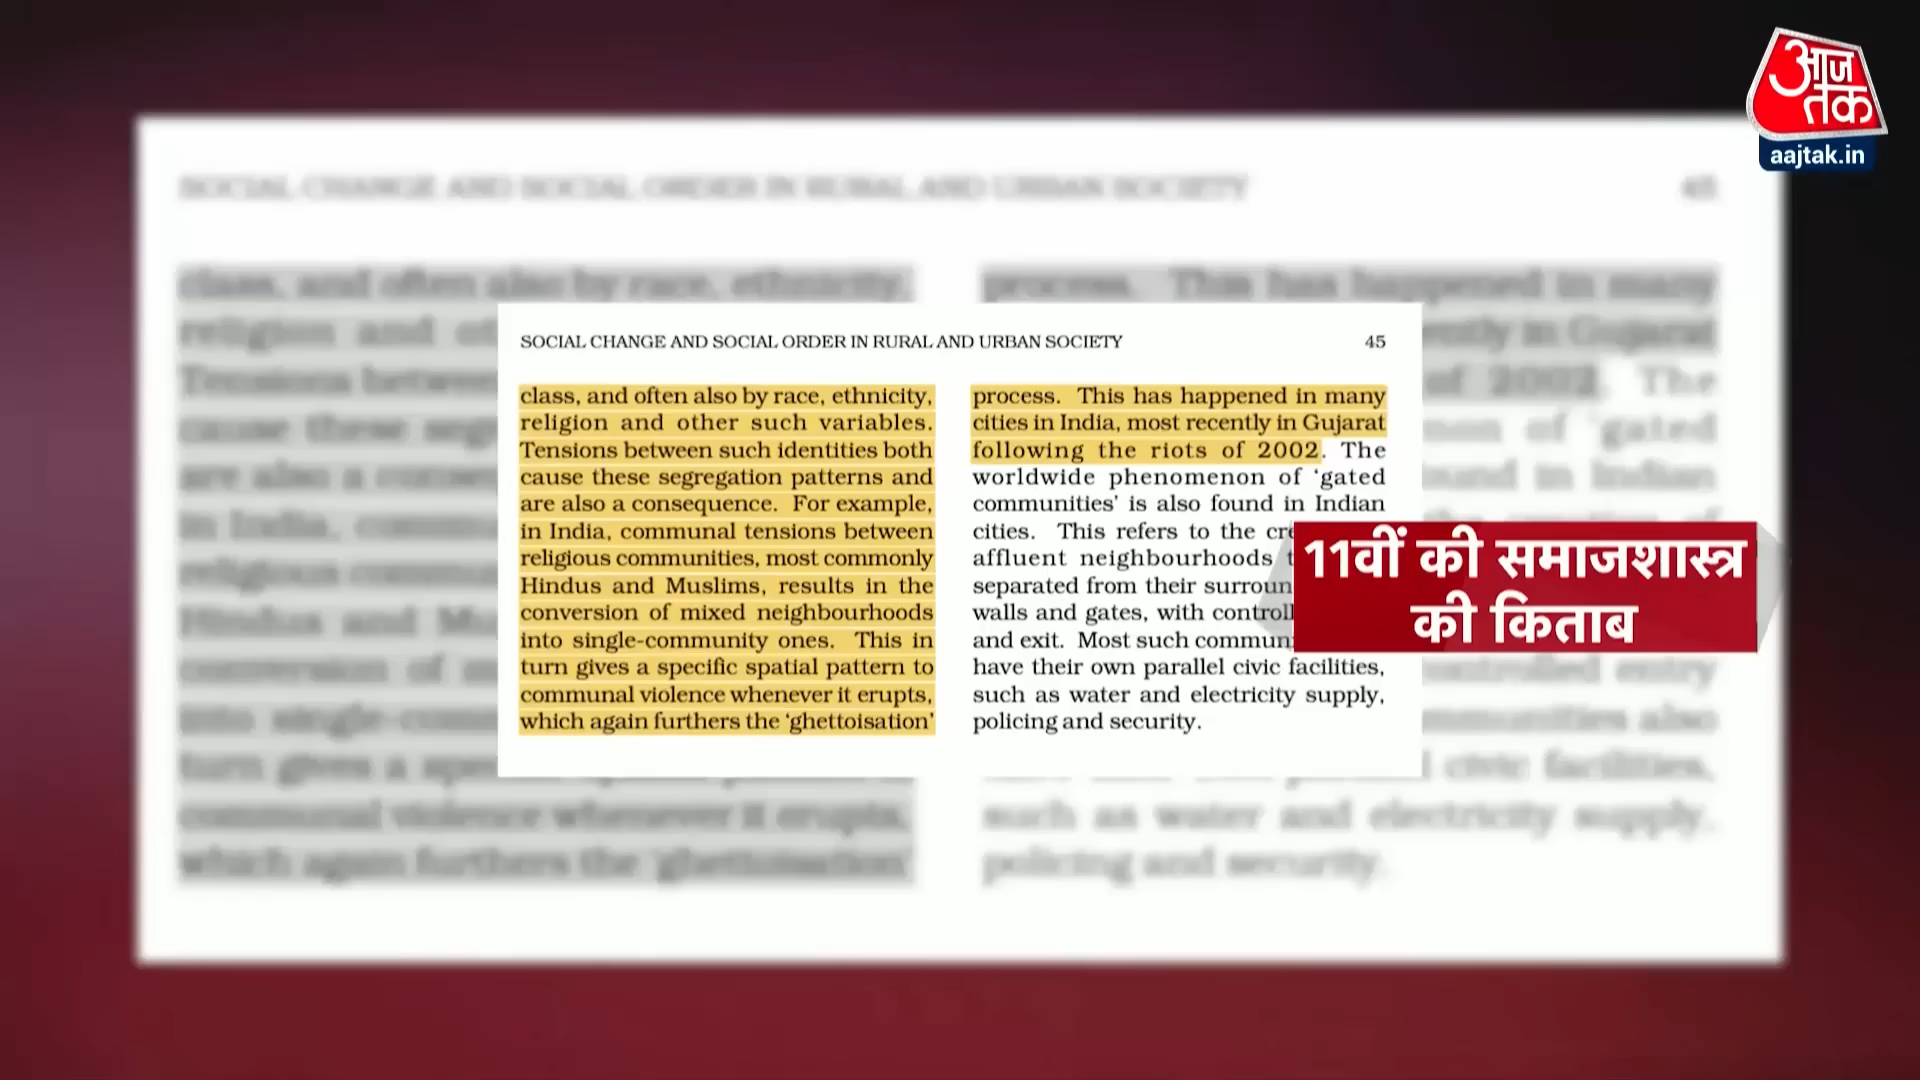 आज
तक
aajtak.in
SOCIAL CHANGE AND SOCIAL ORDER IN RURAL AND URBAN SOCIETY 45
class, and often also by race, ethnicity,
religion and other such variables.
Tensions between such identities both
cause these segregation patterns and
are also a consequence. For example,
in India, communal tensions between
religious communities, most commonly
Hindus and Muslims, results in the
conversion of mixed neighbourhoods
into single-community ones. This in
turn gives a specific spatial pattern to
communal violence whenever it erupts,
which again furthers the ‘ghettoisation’
process. This has happened in many
cities in India, most recently in Gujarat
following the riots of 2002. The
worldwide phenomenon of ‘gated
communities’ is also found in Indian
cities. This refers to the
affluent neighbourhoods
separated from their
walls and gates, with
and exit. Most such
have their own parallel civic facilities,
such as water and electricity supply,
policing and security.
11वीं की समाजशास्त्र
की किताब